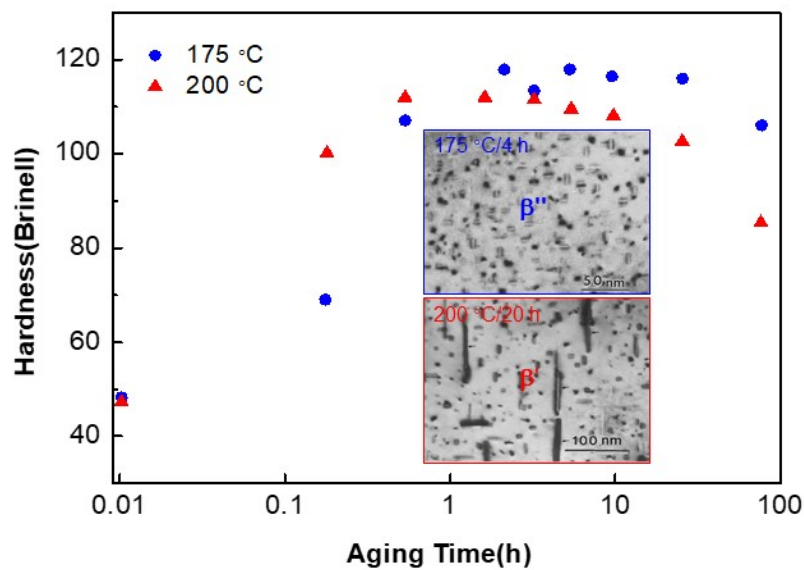 175 °C
200 °C
120
100
80
60
40
Hardness(Brinell)
175 °C/4 h
β''
50 nm
200 °C/20 h
β'
100 nm
0.01
0.1
1
10
100
Aging Time(h)